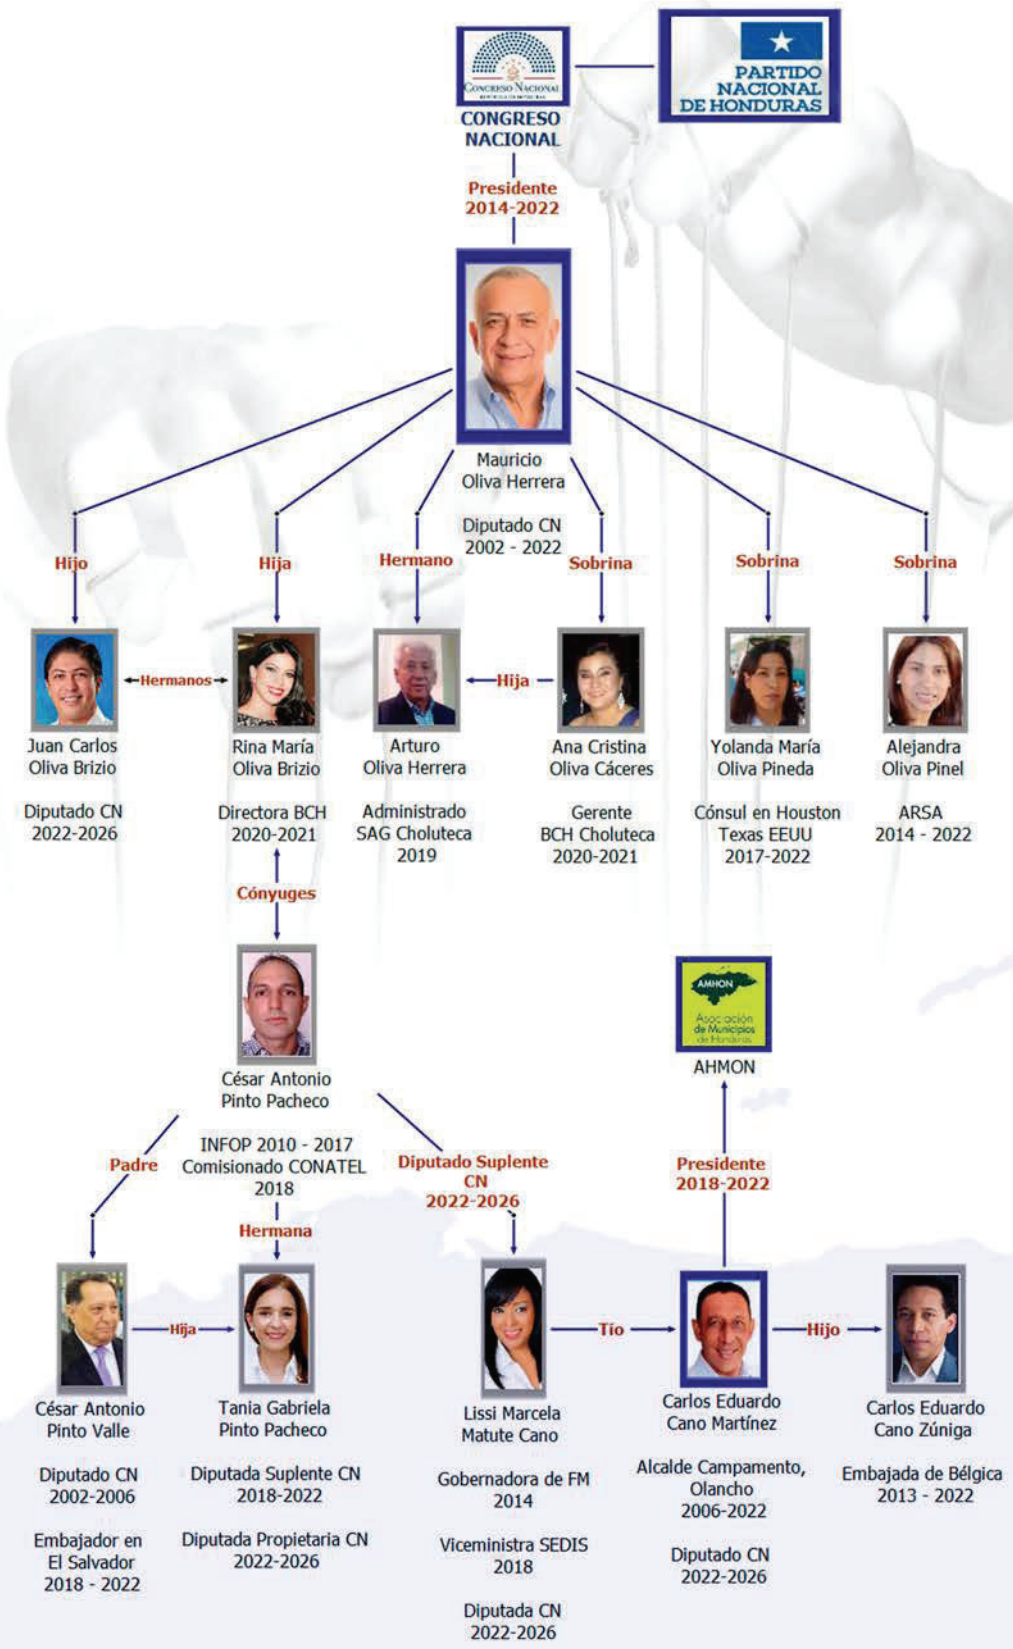 CONGRESO NACIONAL
REPÚBLICA DE HONDURAS
PARTIDO
NACIONAL
DE HONDURAS
CONGRESO
NACIONAL
Presidente
2014-2022
Mauricio
Oliva Herrera
Diputado CN
2002 - 2022
Hijo
Hija
Hermano
Sobrina
Sobrina
Sobrina
Hermanos
Hija
Juan Carlos
Oliva Brizio
Diputado CN
2022-2026
Rina María
Oliva Brizio
Directora BCH
2020-2021
Arturo
Oliva Herrera
Administrado
SAG Choluteca
2019
Ana Cristina
Oliva Cáceres
Gerente
BCH Choluteca
2020-2021
Yolanda María
Oliva Pineda
Cónsul en Houston
Texas EEUU
2017-2022
Alejandra
Oliva Pinel
ARSA
2014 - 2022
Cónyuges
César Antonio
Pinto Pacheco
INFOP 2010 - 2017
Comisionado CONATEL
2018
AMHON
Asociación
de Municipios
de Honduras
AHMON
Padre
Hermana
Diputado Suplente
CN
2022-2026
Presidente
2018-2022
Hija
Tío
Hijo
César Antonio
Pinto Valle
Diputado CN
2002-2006
Embajador en
El Salvador
2018 - 2022
Tania Gabriela
Pinto Pacheco
Diputada Suplente CN
2018-2022
Diputada Propietaria CN
2022-2026
Lissi Marcela
Matute Cano
Gobernadora de FM
2014
Viceministra SEDIS
2018
Diputada CN
2022-2026
Carlos Eduardo
Cano Martínez
Alcalde Campamento,
Olancho
2006-2022
Diputado CN
2022-2026
Carlos Eduardo
Cano Zúniga
Embajada de Bélgica
2013 - 2022